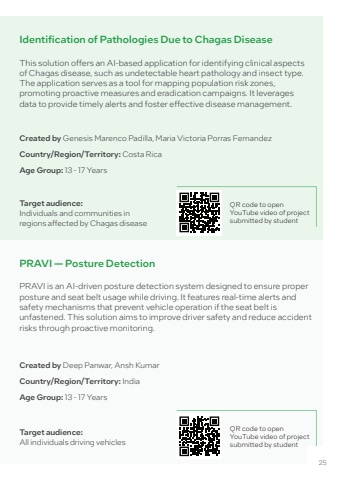 Identification of Pathologies Due to Chagas Disease
This solution offers an AI-based application for identifying clinical aspects
of Chagas disease, such as undetectable heart pathology and insect type.
The application serves as a tool for mapping population risk zones,
promoting proactive measures and eradication campaigns. It leverages
data to provide timely alerts and foster effective disease management.
Created by Genesis Marenco Padilla, Maria Victoria Porras Fernandez
Country/Region/Territory: Costa Rica
Age Group: 13 - 17 Years
Target audience:
Individuals and communities in
regions affected by Chagas disease
QR code to open
YouTube video of project
submitted by student
PRAVI — Posture Detection
PRAVI is an AI-driven posture detection system designed to ensure proper
posture and seat belt usage while driving. It features real-time alerts and
safety mechanisms that prevent vehicle operation if the seat belt is
unfastened. This solution aims to improve driver safety and reduce accident
risks through proactive monitoring.
Created by Deep Panwar, Ansh Kumar
Country/Region/Territory: India
Age Group: 13 - 17 Years
Target audience:
All individuals driving vehicles
QR code to open
YouTube video of project
submitted by student
25